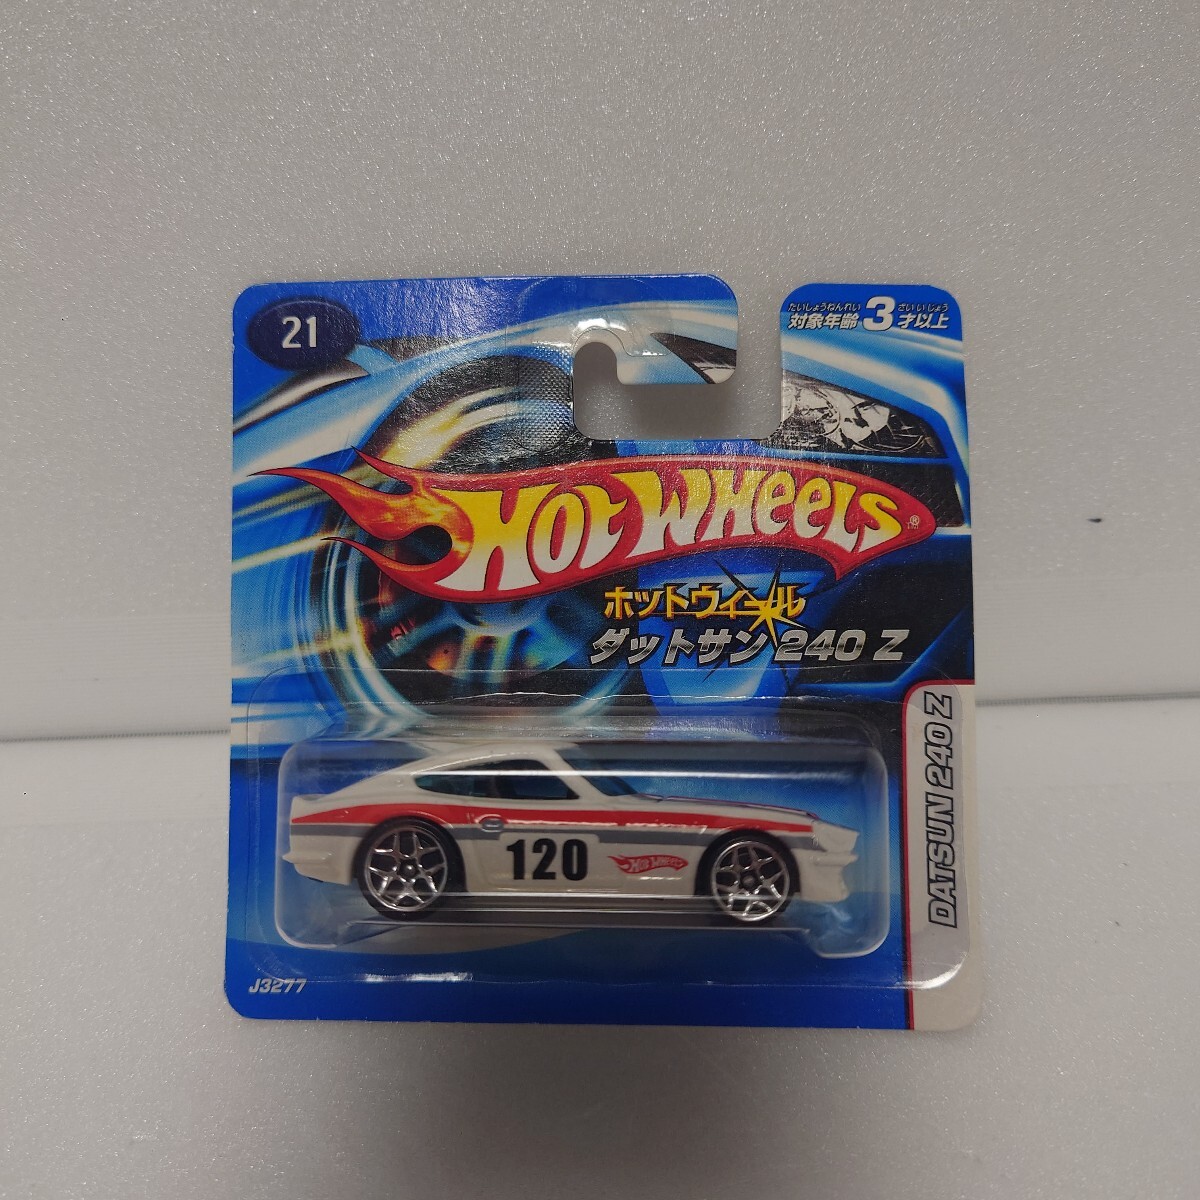 21
たいしょうねんれい さいいじょう
対象年齢 3 才以上
HOT WHEELS ®
ホットウィール
ダットサン 240 Z
DATSUN 240 Z
120
HOT WHEELS
J3277